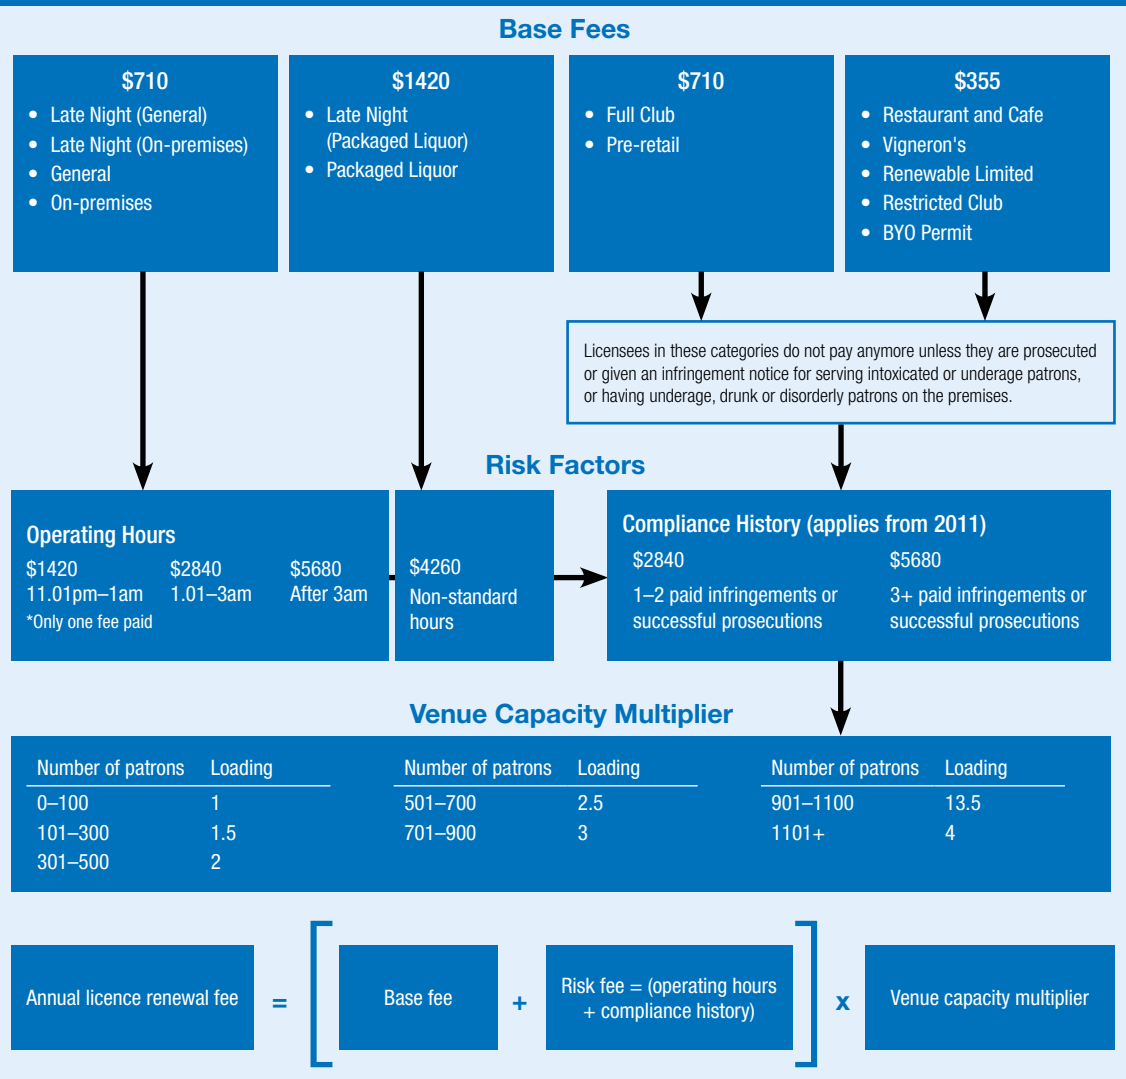 Base Fees
$710
• Late Night (General)
• Late Night (On-premises)
• General
• On-premises
$1420
• Late Night
(Packaged Liquor)
• Packaged Liquor
$710
• Full Club
• Pre-retail
$355
• Restaurant and Cafe
• Vigneron's
• Renewable Limited
• Restricted Club
• BYO Permit
Licensees in these categories do not pay anymore unless they are prosecuted
or given an infringement notice for serving intoxicated or underage patrons,
or having underage, drunk or disorderly patrons on the premises.
Risk Factors
Operating Hours
$1420
11.01pm–1am
$2840
1.01–3am
$5680
After 3am
*Only one fee paid
$4260
Non-standard
hours
Compliance History (applies from 2011)
$2840
1–2 paid infringements or
successful prosecutions
$5680
3+ paid infringements or
successful prosecutions
Venue Capacity Multiplier
Number of patrons Loading
0–100 1
101–300 1.5
301–500 2
Number of patrons Loading
501–700 2.5
701–900 3
Number of patrons Loading
901–1100 13.5
1101+ 4
Annual licence renewal fee
=
Base fee
+
Risk fee = (operating hours
+ compliance history)
x
Venue capacity multiplier